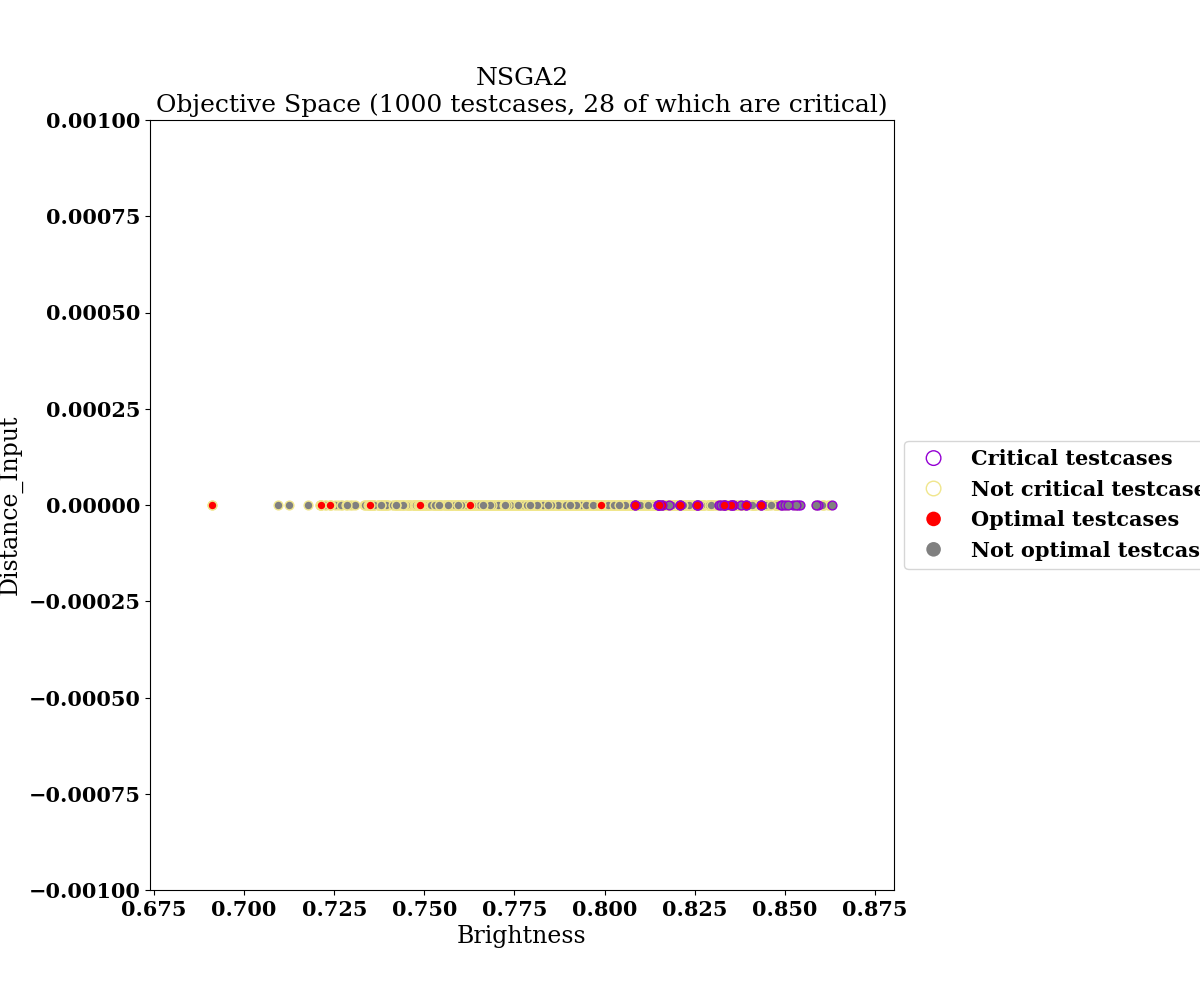 NSGA2
Objective Space (1000 testcases, 28 of which are critical)
0.00100
0.00075
0.00050
0.00025
0.00000
−0.00025
−0.00050
−0.00075
−0.00100
Distance_Input
0.675 0.700 0.725 0.750 0.775 0.800 0.825 0.850 0.875
Brightness
Critical testcases
Not critical testcase
Optimal testcases
Not optimal testcas